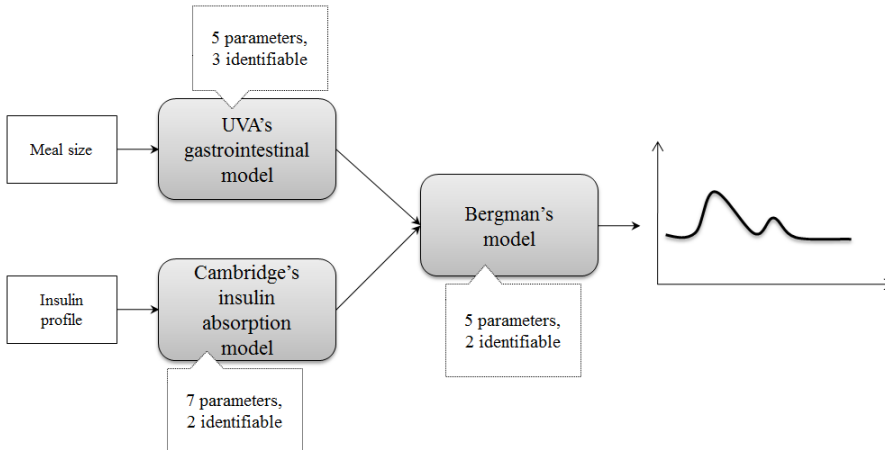 5 parameters,
3 identifiable
UVA's
gastrointestinal
model
Meal size
Bergman's
model
Cambridge's
insulin
absorption
model
Insulin
profile
5 parameters,
2 identifiable
7 parameters,
2 identifiable